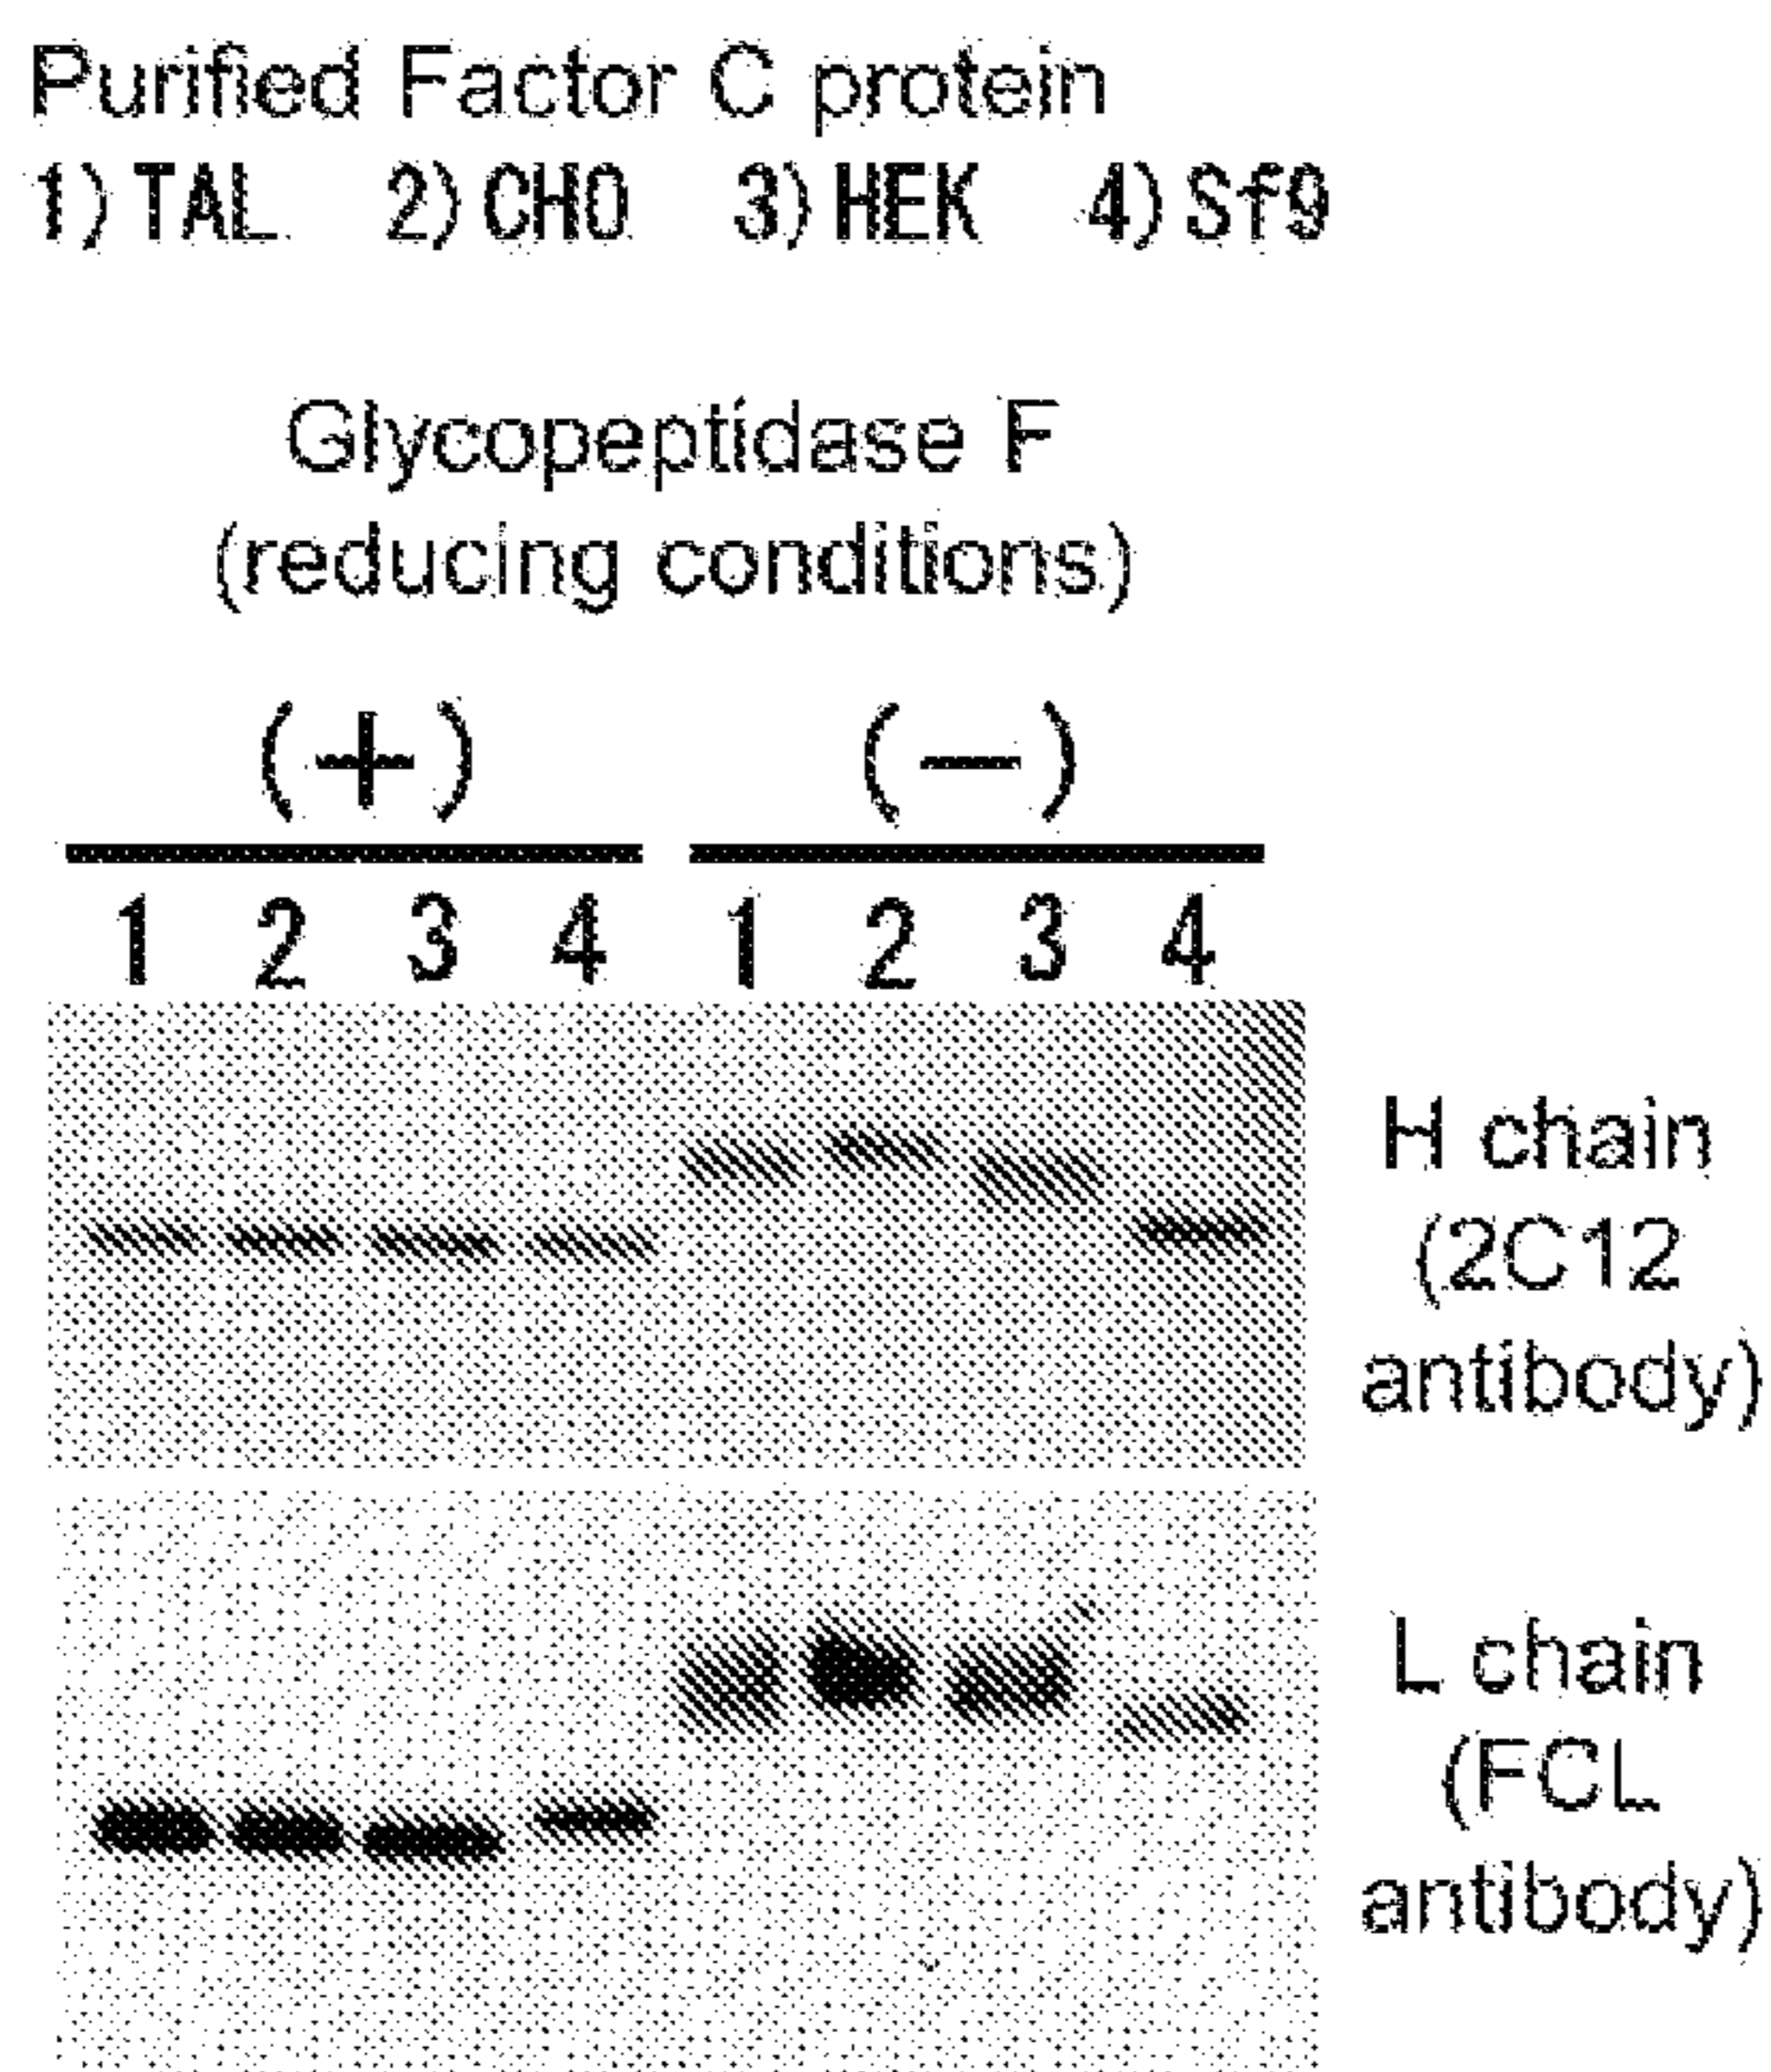 Purified Factor C protein
1) TAL 2) CHO 3) HEK 4) Sf9
Glycopeptidase F
(reducing conditions)
(+) (−)
1 2 3 4 1 2 3 4
H chain
(2C12
antibody)
L chain
(FCL
antibody)